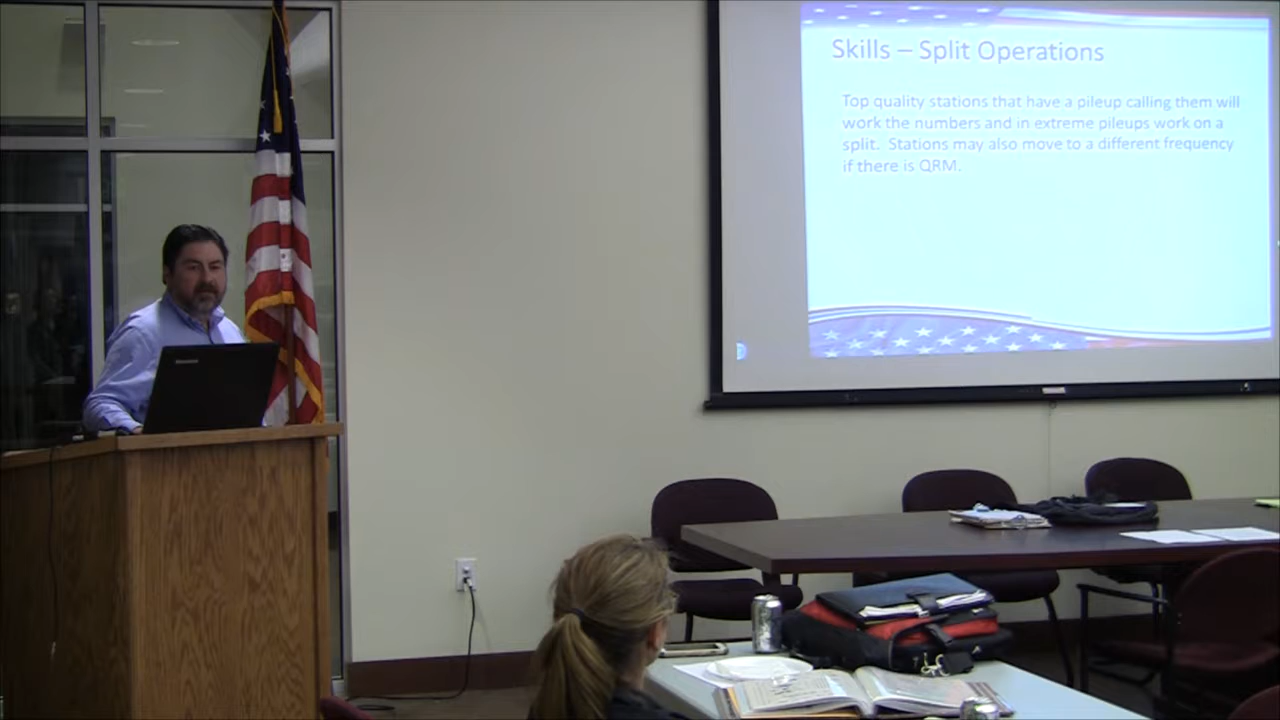 Skills – Split Operations
Top quality stations that have a pileup calling them will
work the numbers and in extreme pileups work on a
split.  Stations may also move to a different frequency
if there is QRM.